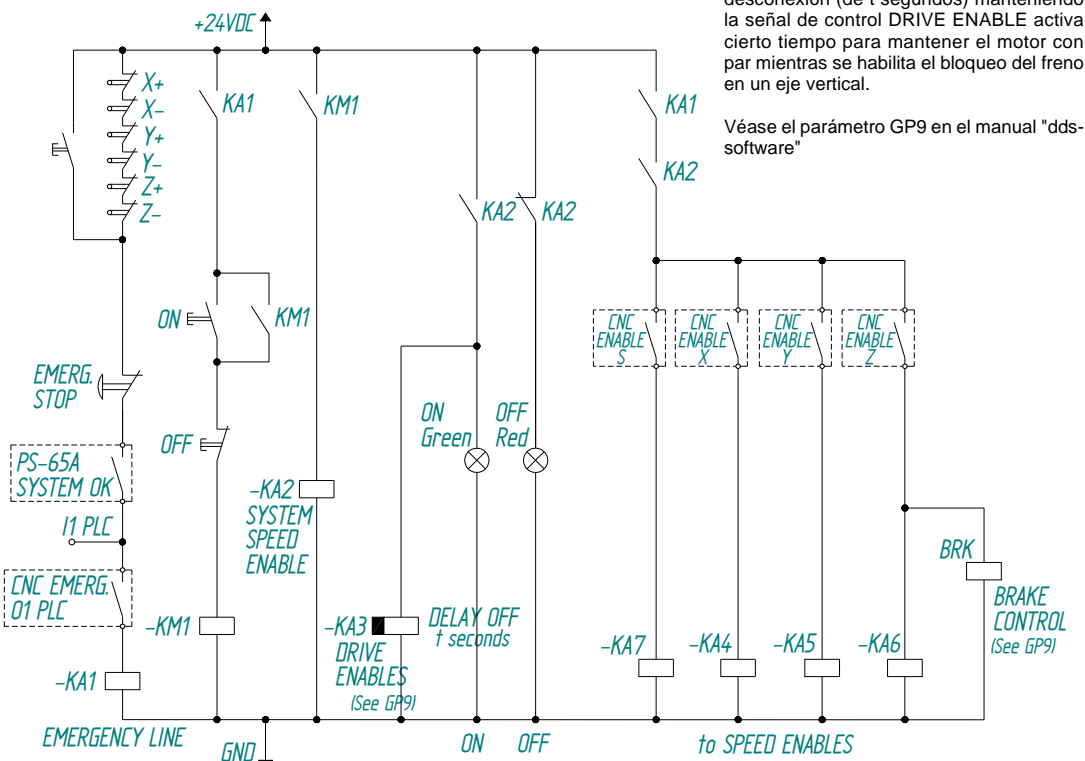 desconexión (de t segundos) manteniendo
la señal de control DRIVE ENABLE activa
cierto tiempo para mantener el motor con
par mientras se habilita el bloqueo del freno
en un eje vertical.
Véase el parámetro GP9 en el manual "dds-
software"
+24VDC
X+
X-
Y+
Y-
Z+
Z-
KA1
KM1
KA1
KA2
KA2
KA2
ON
KM1
CNC
ENABLE
S
CNC
ENABLE
X
CNC
ENABLE
Y
CNC
ENABLE
Z
EMERG.
STOP
OFF
ON
Green
OFF
Red
PS-65A
SYSTEM OK
I1 PLC
-KA2
SYSTEM
SPEED
ENABLE
CNC EMERG.
O1 PLC
BRK
BRAKE
CONTROL
(See GP9)
-KM1
-KA3
DRIVE
ENABLES
(See GP9)
DELAY OFF
t seconds
-KA7
-KA4
-KA5
-KA6
-KA1
EMERGENCY LINE
GND
ON
OFF
to SPEED ENABLES